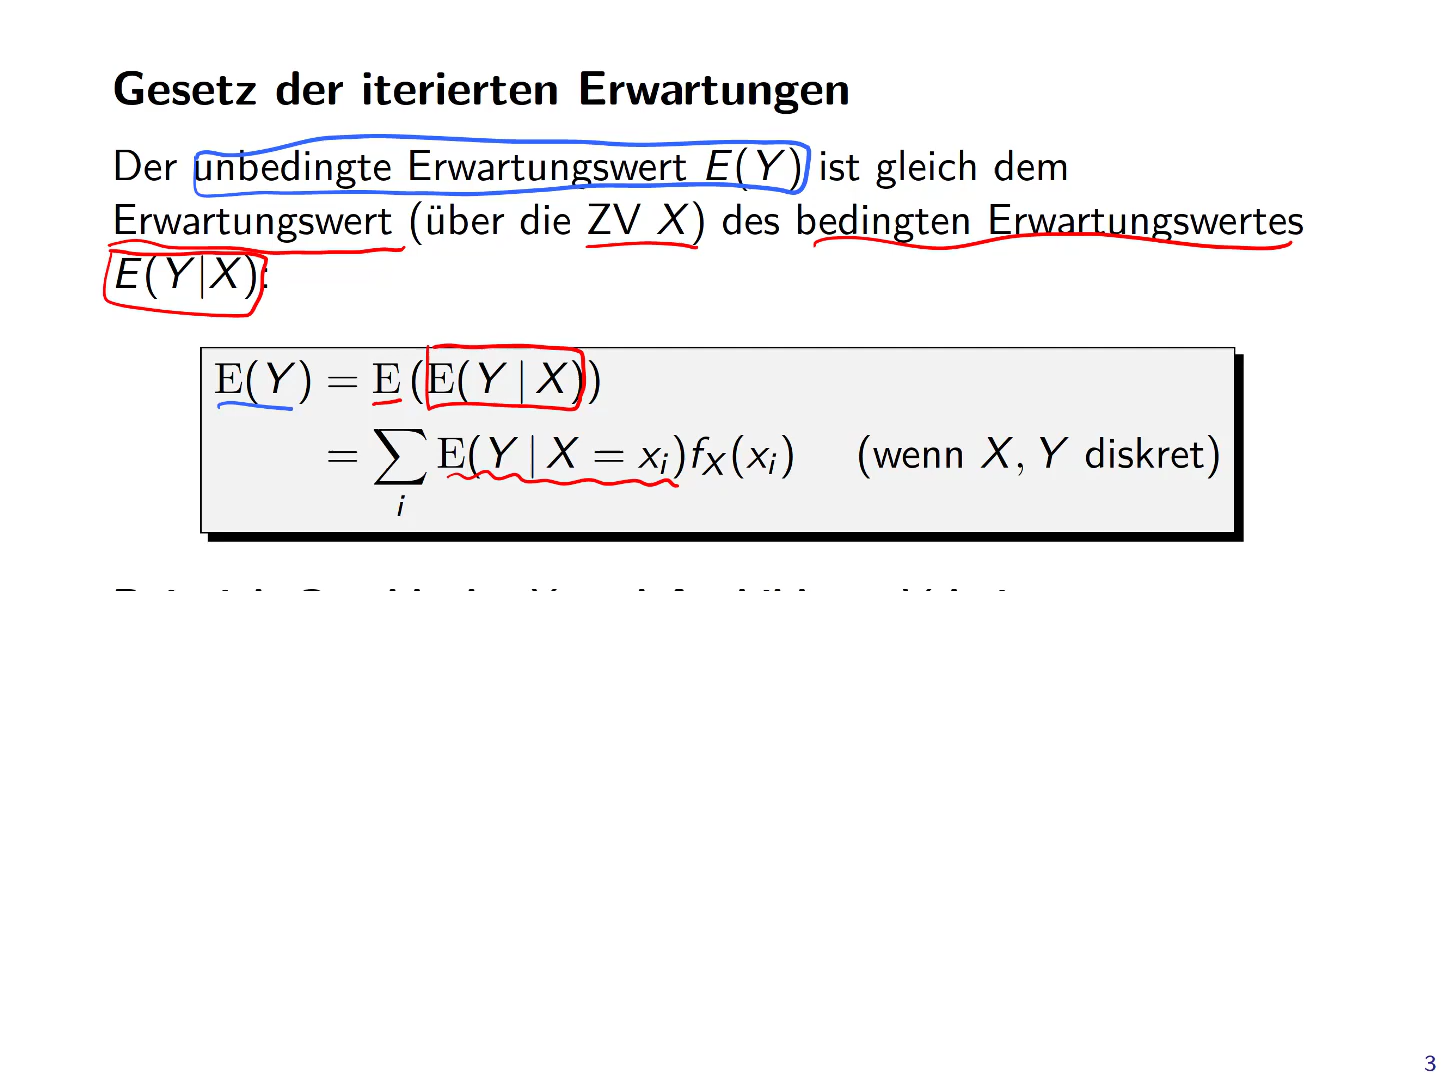 Gesetz der iterierten Erwartungen
Der unbedingte Erwartungswert E(Y) ist gleich dem
Erwartungswert (über die ZV X) des bedingten Erwartungswertes
E(Y|X):
E(Y) = E(E(Y | X))
= ∑ E(Y | X = xᵢ)f_X(xᵢ) (wenn X, Y diskret)
i
3